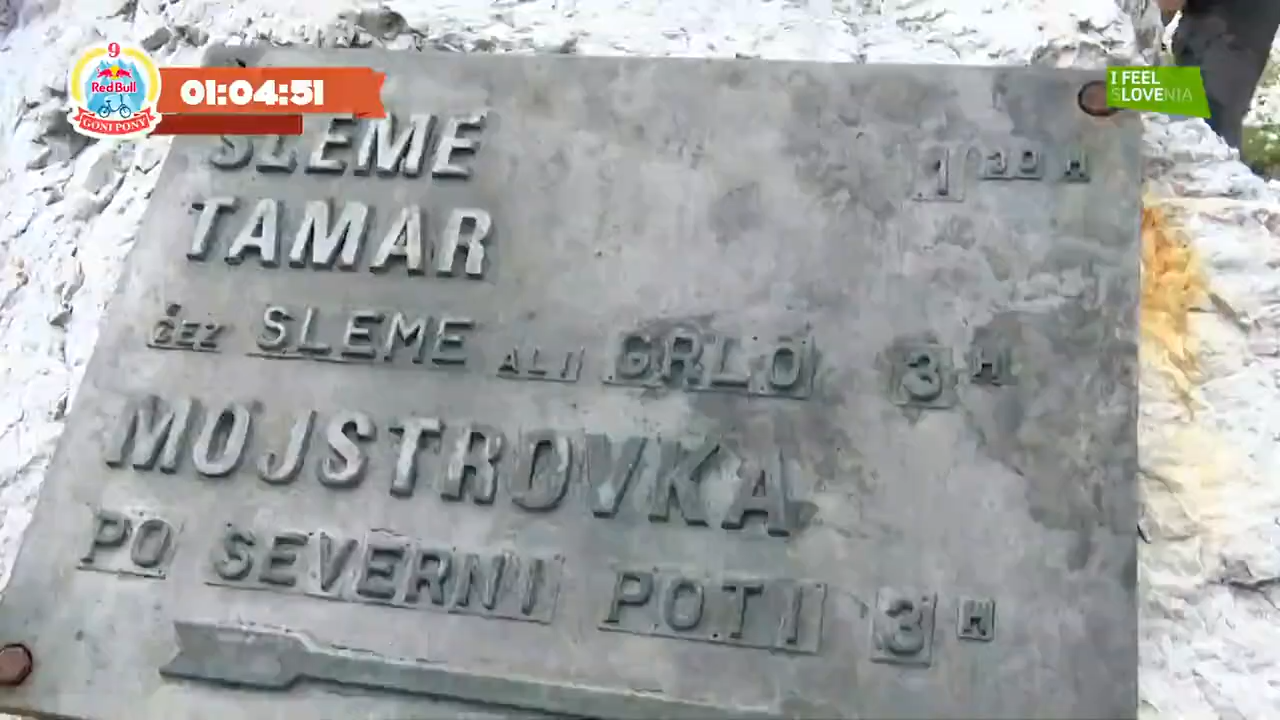 9
Red Bull
GONI PONY
01:04:51
I FEEL
SLOVENIA
SLEME 1 30 H
TAMAR
ČEZ SLEME ALI GRLO 3 H
MOJSTROVKA
PO SEVERNI POTI 3 H